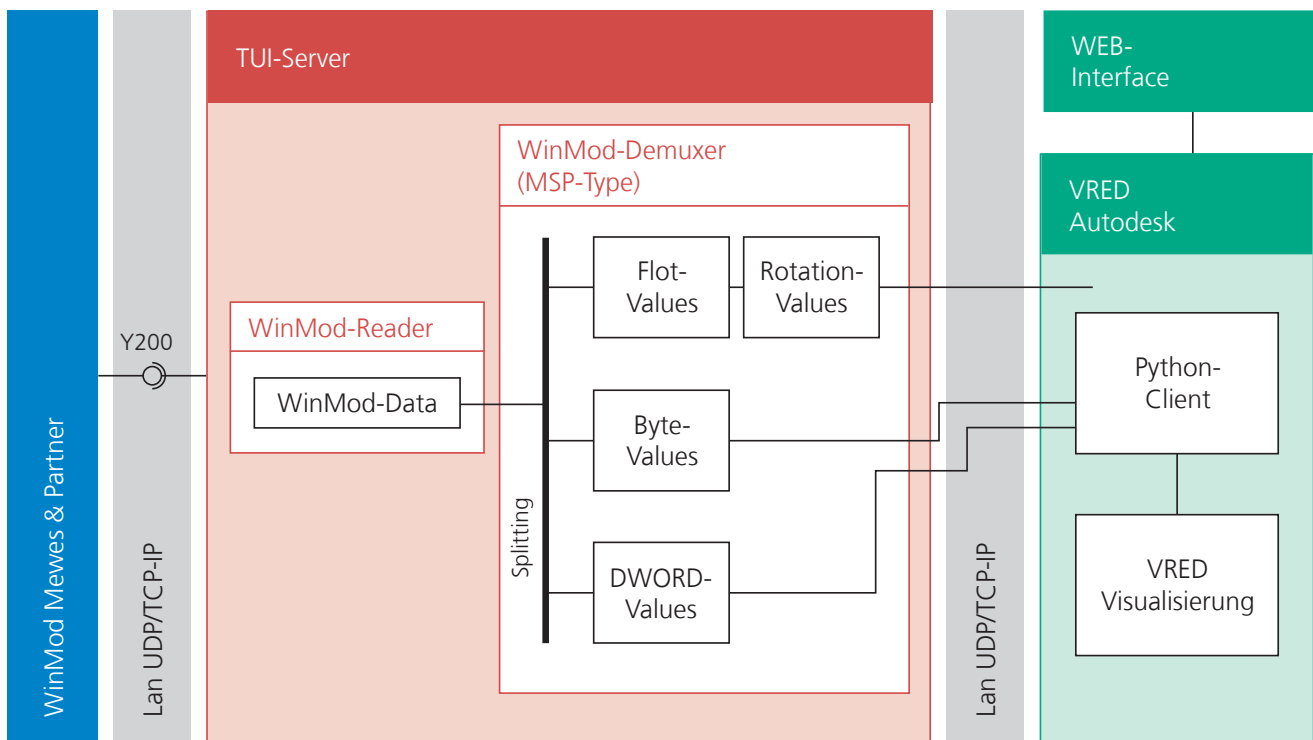 WinMod Mewes & Partner
Y200
Lan UDP/TCP-IP
TUI-Server
WinMod-Reader
WinMod-Data
WinMod-Demuxer
(MSP-Type)
Splitting
Flot-
Values
Rotation-
Values
Byte-
Values
DWORD-
Values
Lan UDP/TCP-IP
WEB-
Interface
VRED
Autodesk
Python-
Client
VRED
Visualisierung